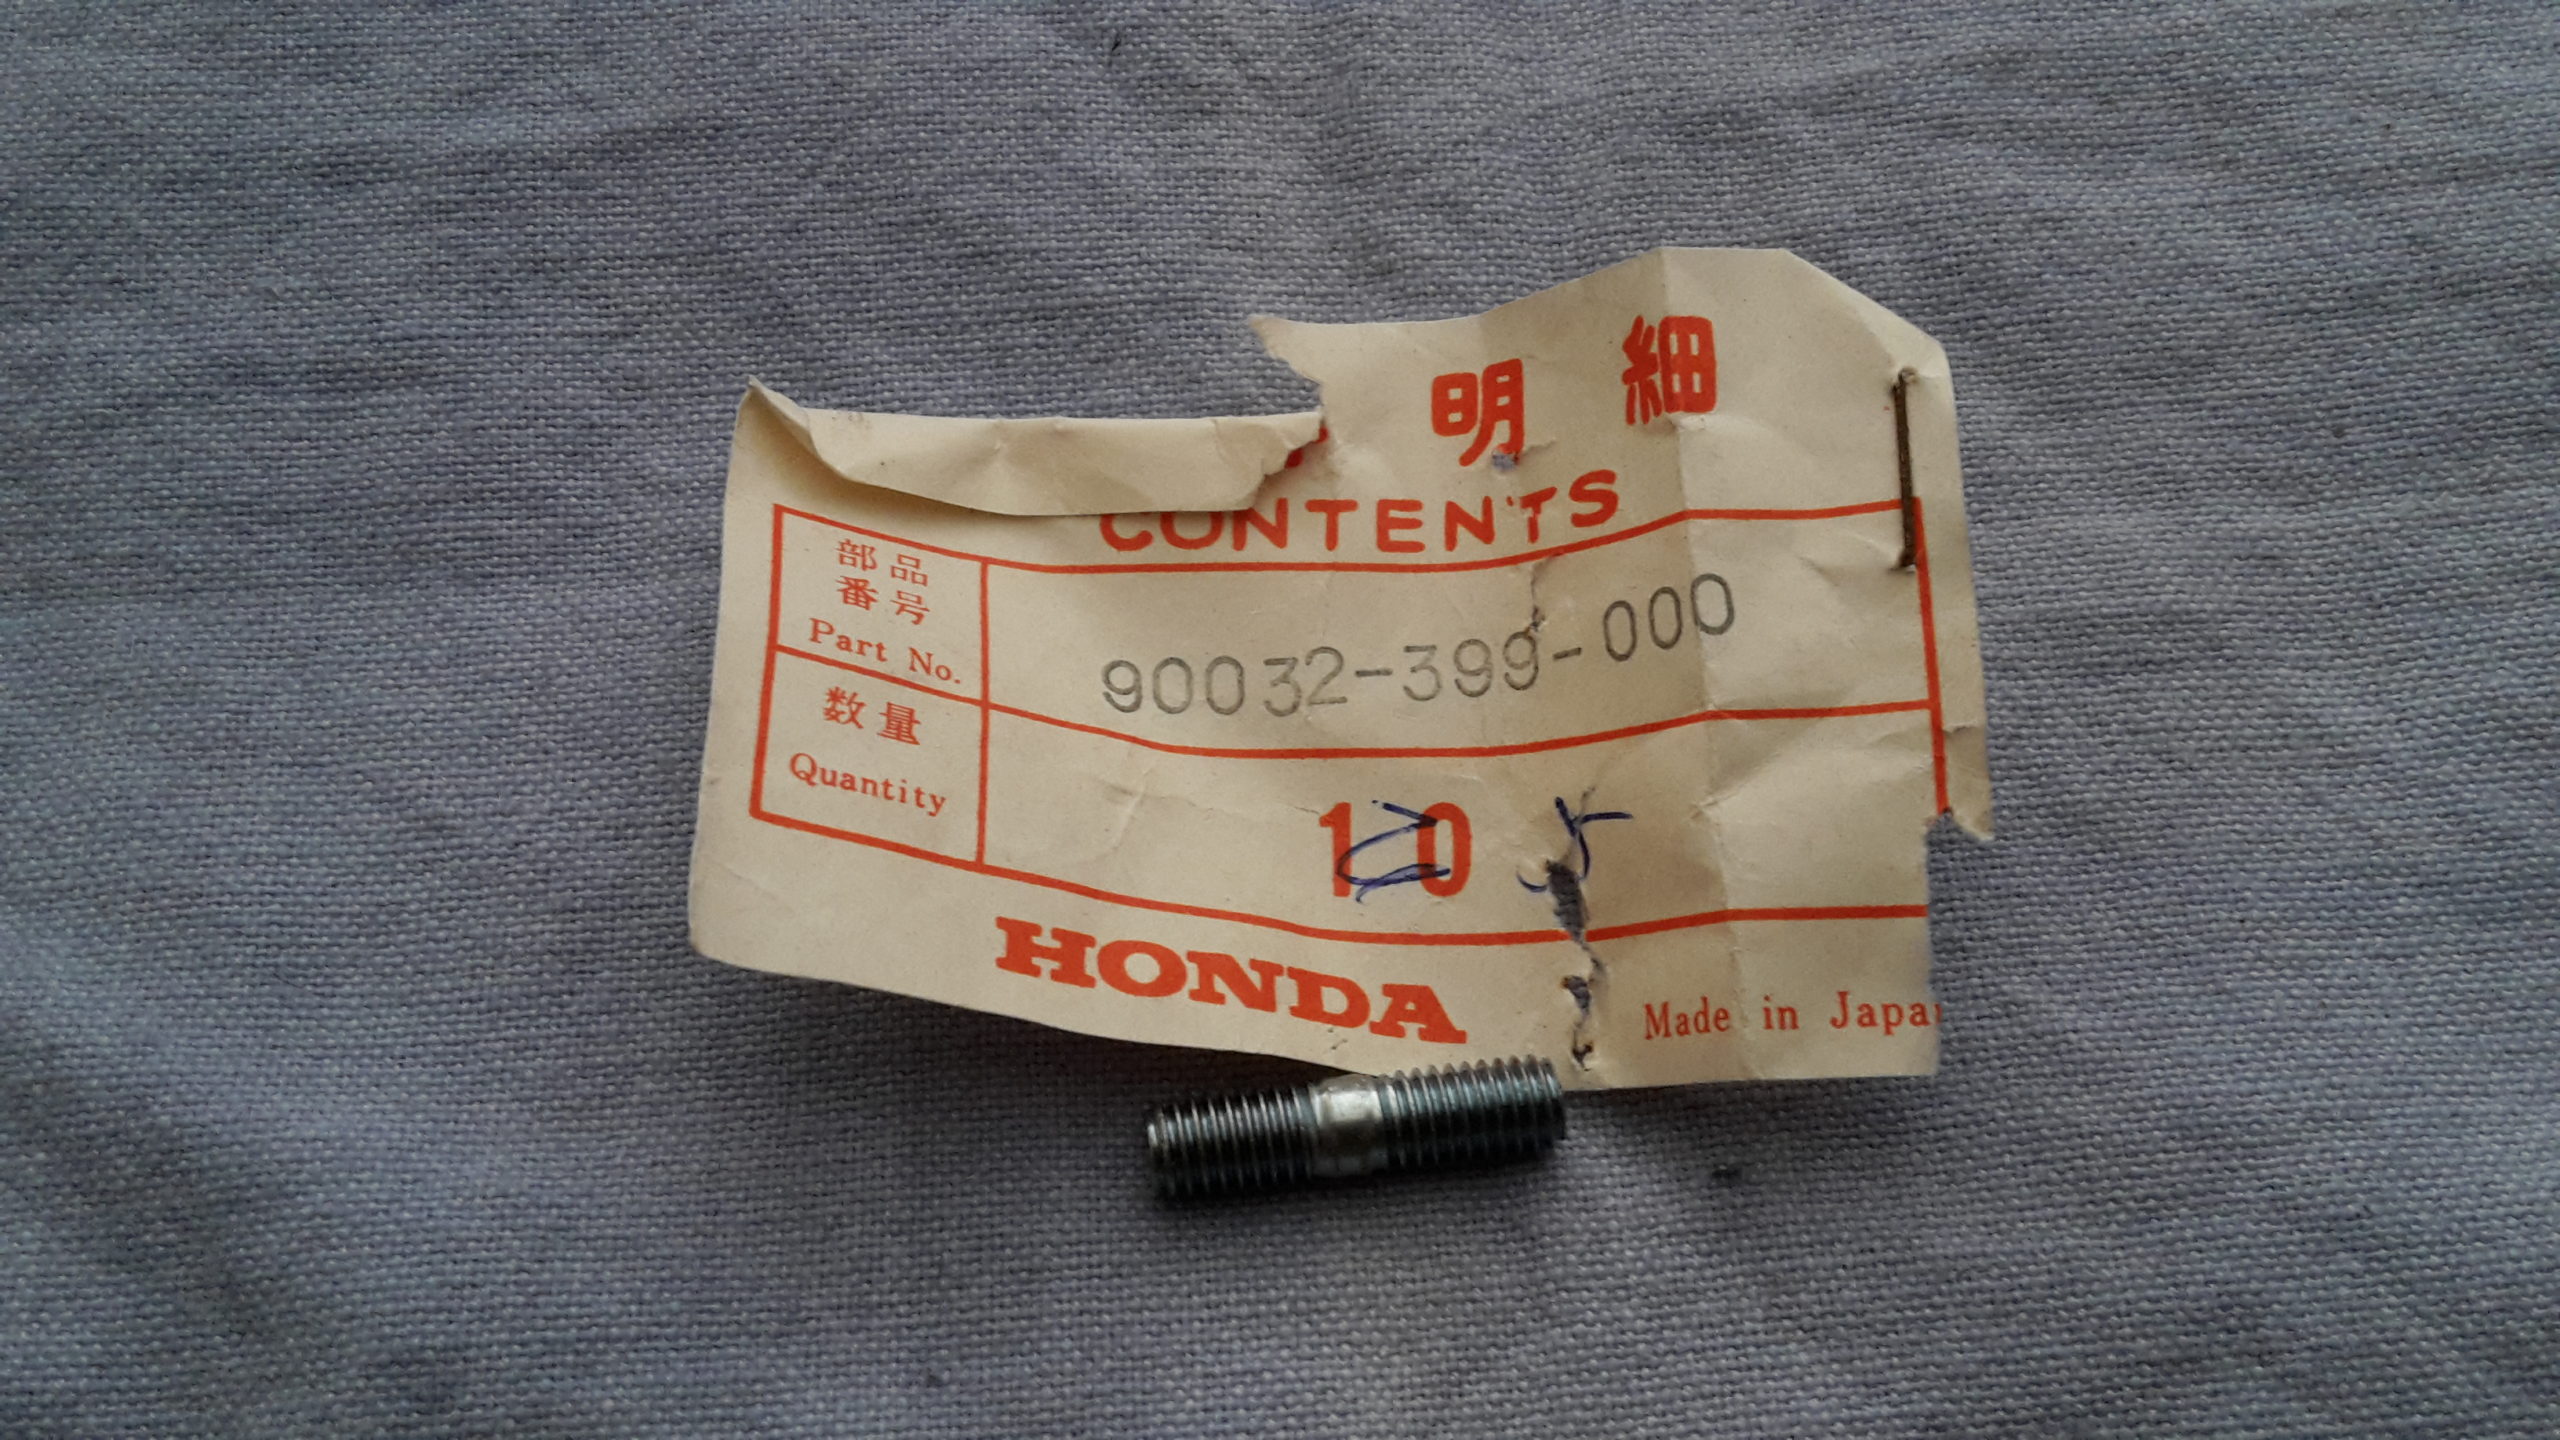 明 細
CONTENTS
部品
番号
Part No.
90032-399-000
数量
Quantity
10
HONDA
Made in Japa